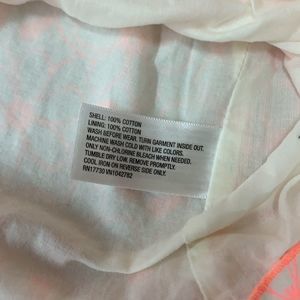 SHELL: 100% COTTON
LINING: 100% COTTON
WASH BEFORE WEAR. TURN GARMENT INSIDE OUT.
MACHINE WASH COLD WITH LIKE COLORS.
ONLY NON-CHLORINE BLEACH WHEN NEEDED.
TUMBLE DRY LOW. REMOVE PROMPTLY.
COOL IRON ON REVERSE SIDE ONLY.
RN17730 VN1042782